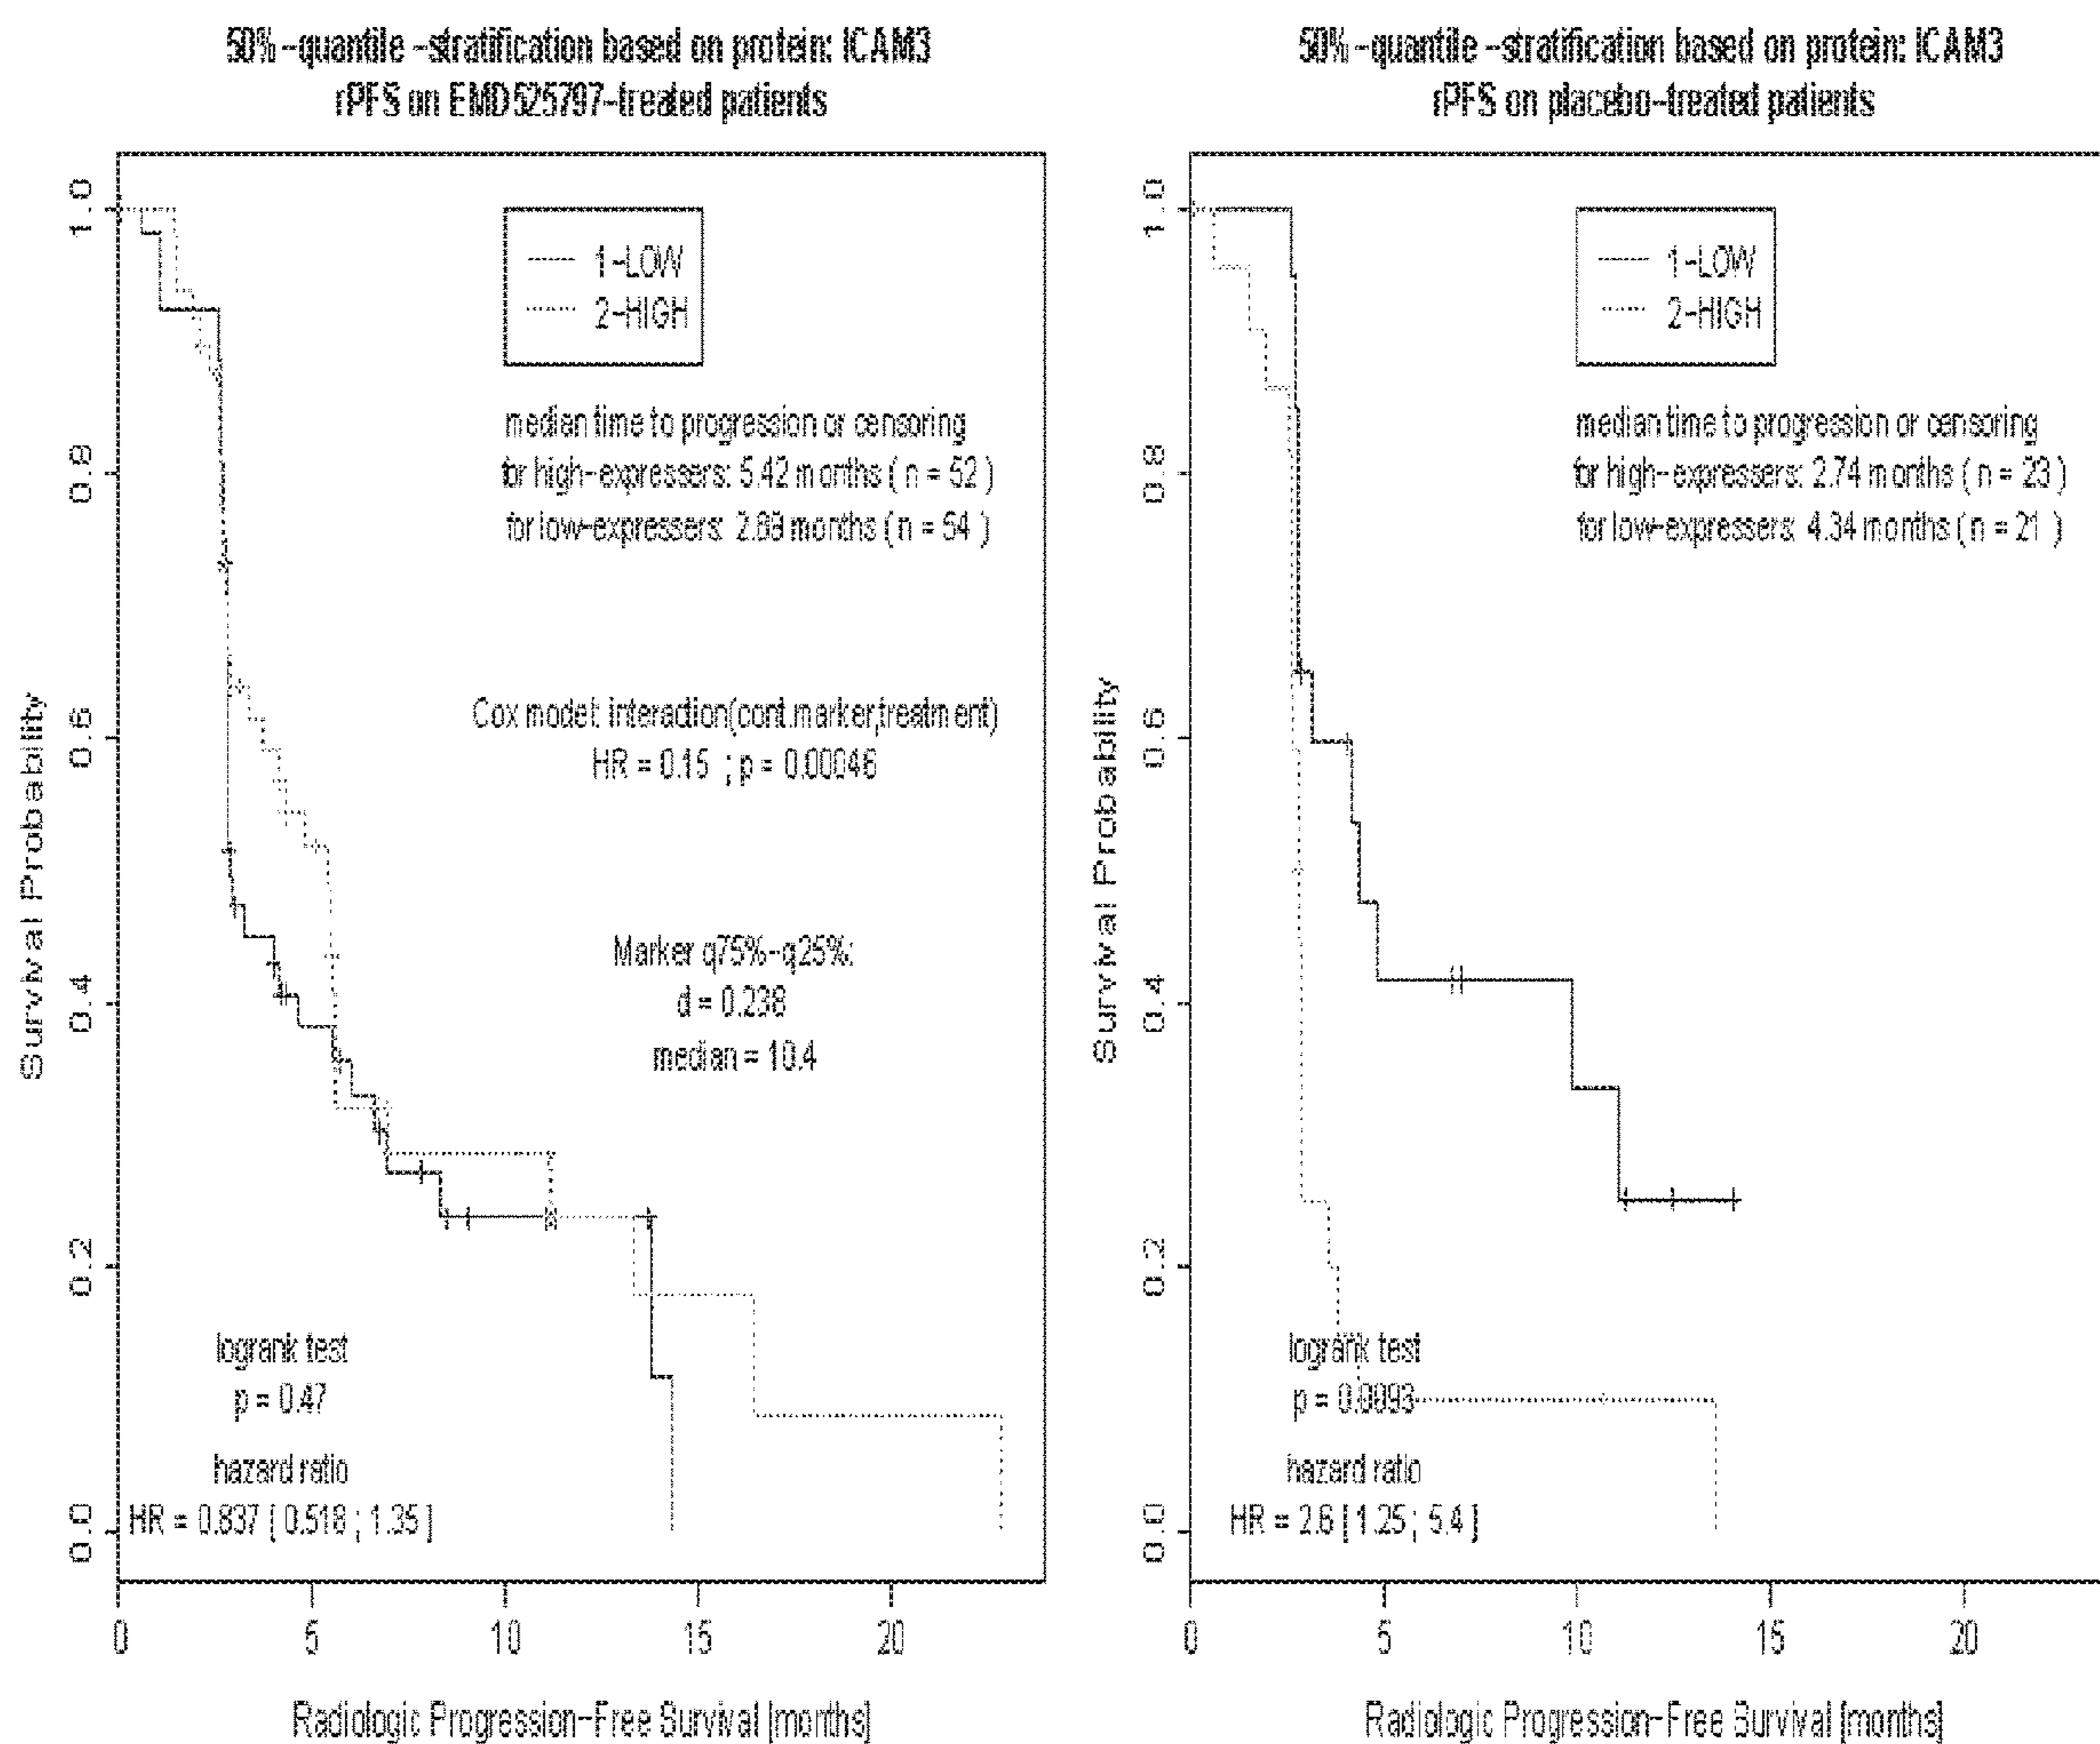 50%-quantile-stratification based on protein: ICAM3
rPFS on EMD525797-treated patients
1.0
0.8
0.6
0.4
0.2
0.0
Survival Probability
1-LOW
2-HIGH
median time to progression or censoring
for high-expressers: 5.42 months ( n = 52 )
for low-expressers: 2.89 months ( n = 54 )
Cox model: interaction(cont.marker,treatment)
HR = 0.15 ; p = 0.00046
Marker q75%-q25%:
d = 0.238
median = 10.4
logrank test
p = 0.47
hazard ratio
HR = 0.837 [ 0.518 ; 1.35 ]
0 5 10 15 20
Radiologic Progression-Free Survival [months]
50%-quantile-stratification based on protein: ICAM3
rPFS on placebo-treated patients
1.0
0.8
0.6
0.4
0.2
0.0
Survival Probability
1-LOW
2-HIGH
median time to progression or censoring
for high-expressers: 2.74 months ( n = 23 )
for low-expressers: 4.34 months ( n = 21 )
logrank test
p = 0.0093
hazard ratio
HR = 2.6 [ 1.25 ; 5.4 ]
0 5 10 15 20
Radiologic Progression-Free Survival [months]